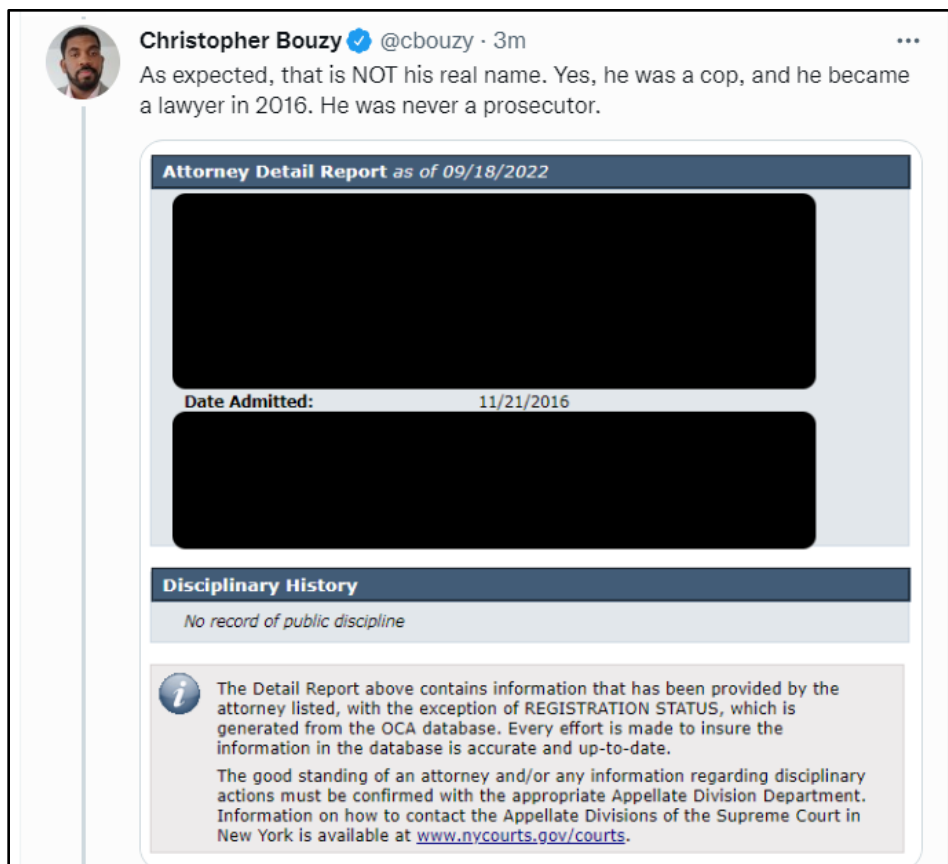 Christopher Bouzy @cbouzy · 3m
As expected, that is NOT his real name. Yes, he was a cop, and he became
a lawyer in 2016. He was never a prosecutor.
Attorney Detail Report as of 09/18/2022
Date Admitted: 11/21/2016
Disciplinary History
No record of public discipline
The Detail Report above contains information that has been provided by the
attorney listed, with the exception of REGISTRATION STATUS, which is
generated from the OCA database. Every effort is made to insure the
information in the database is accurate and up-to-date.
The good standing of an attorney and/or any information regarding disciplinary
actions must be confirmed with the appropriate Appellate Division Department.
Information on how to contact the Appellate Divisions of the Supreme Court in
New York is available at www.nycourts.gov/courts.